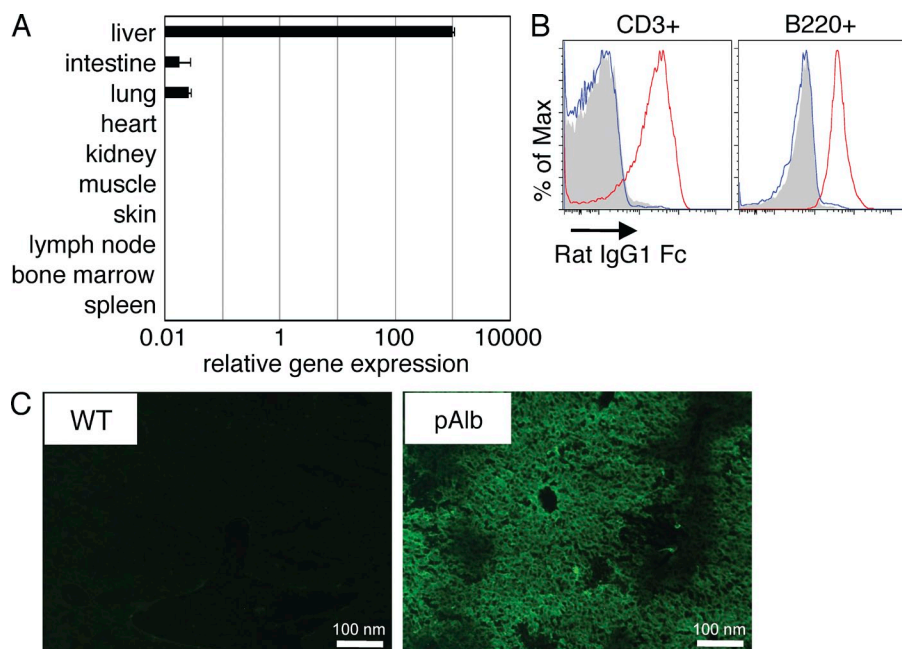 A
liver
intestine
lung
heart
kidney
muscle
skin
lymph node
bone marrow
spleen
0.01 1 100 10000
relative gene expression
B
CD3+ B220+
% of Max
Rat IgG1 Fc
C
WT pAlb
100 nm 100 nm